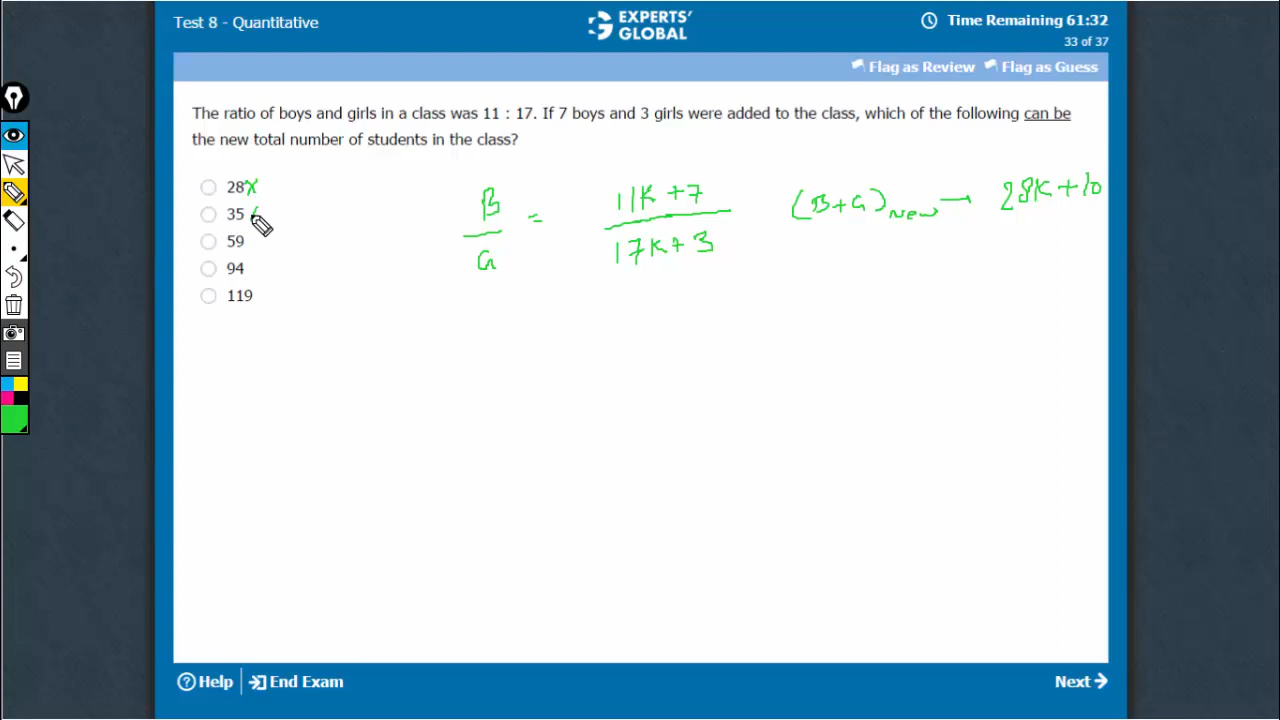 Test 8 - Quantitative
EXPERTS'
GLOBAL
Time Remaining 61:32
33 of 37
Flag as Review
Flag as Guess
The ratio of boys and girls in a class was 11 : 17. If 7 boys and 3 girls were added to the class, which of the following can be
the new total number of students in the class?
28 x
35
59
94
119
B/G = 11K+7/17K+3
(B+G)new → 28K+10
Help
End Exam
Next